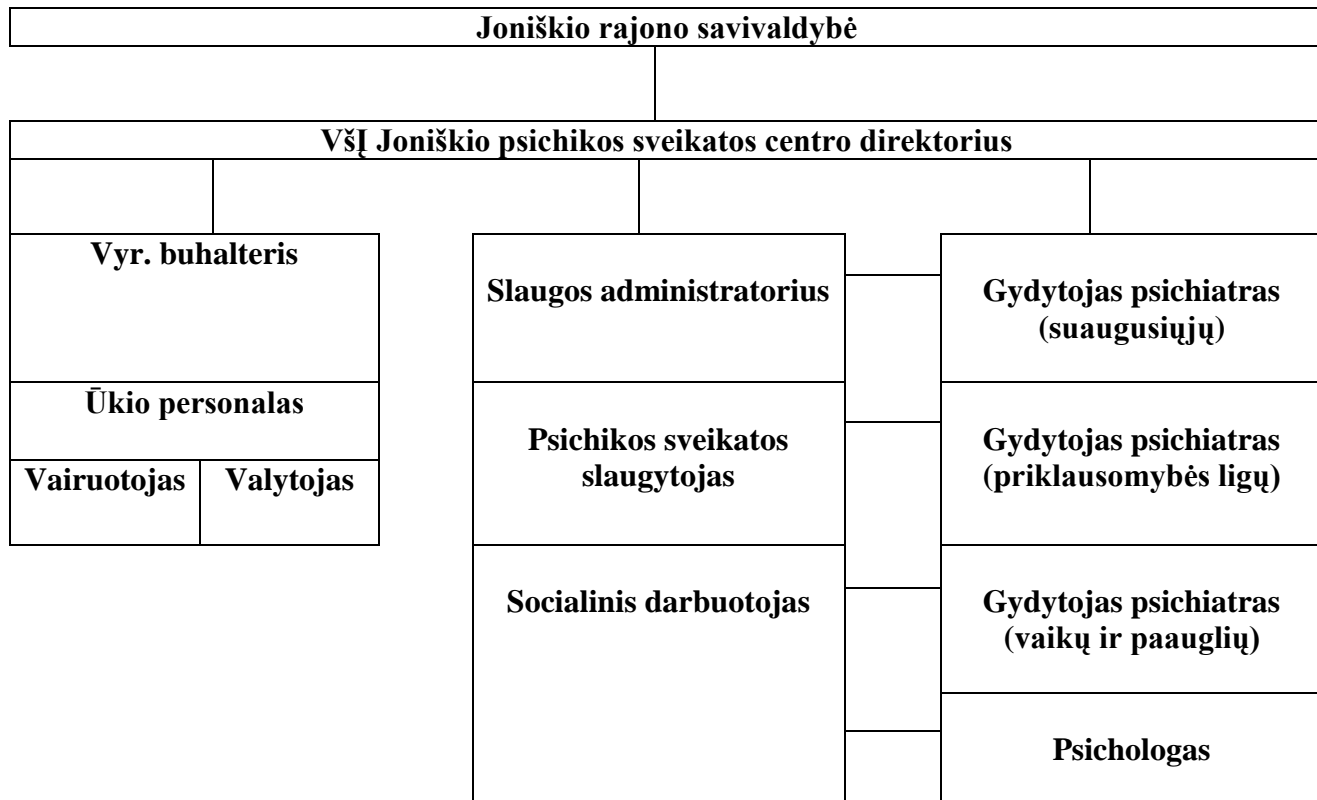 Joniškio rajono savivaldybė
VšĮ Joniškio psichikos sveikatos centro direktorius
Vyr. buhalteris
Ūkio personalas
Vairuotojas
Valytojas
Slaugos administratorius
Psichikos sveikatos
slaugytojas
Socialinis darbuotojas
Gydytojas psichiatras
(suaugusiųjų)
Gydytojas psichiatras
(priklausomybės ligų)
Gydytojas psichiatras
(vaikų ir paauglių)
Psichologas